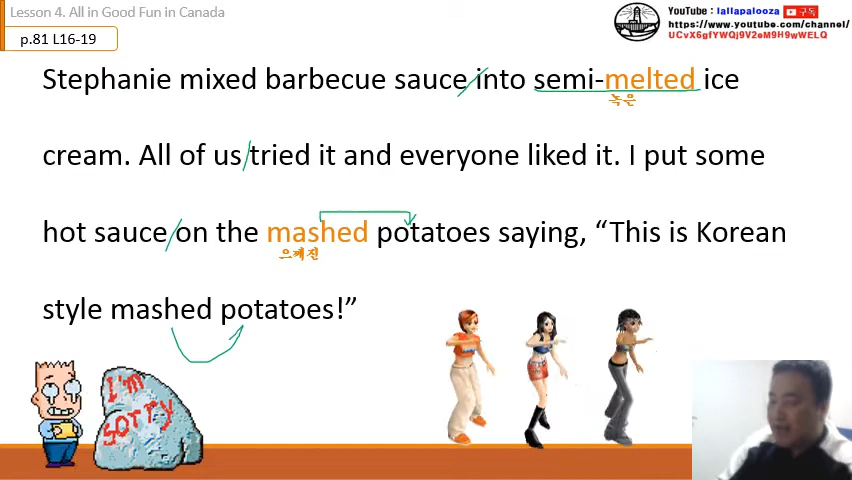 Lesson 4. All in Good Fun in Canada
p.81 L16-19
YouTube : lallapalooza 구독
https://www.youtube.com/channel/
UCvX6gfYWQj9V2eM9H9wWELQ
Stephanie mixed barbecue sauce into semi-melted ice
녹은
cream. All of us tried it and everyone liked it. I put some
hot sauce on the mashed potatoes saying, “This is Korean
으깨진
style mashed potatoes!”
I'm
sorry